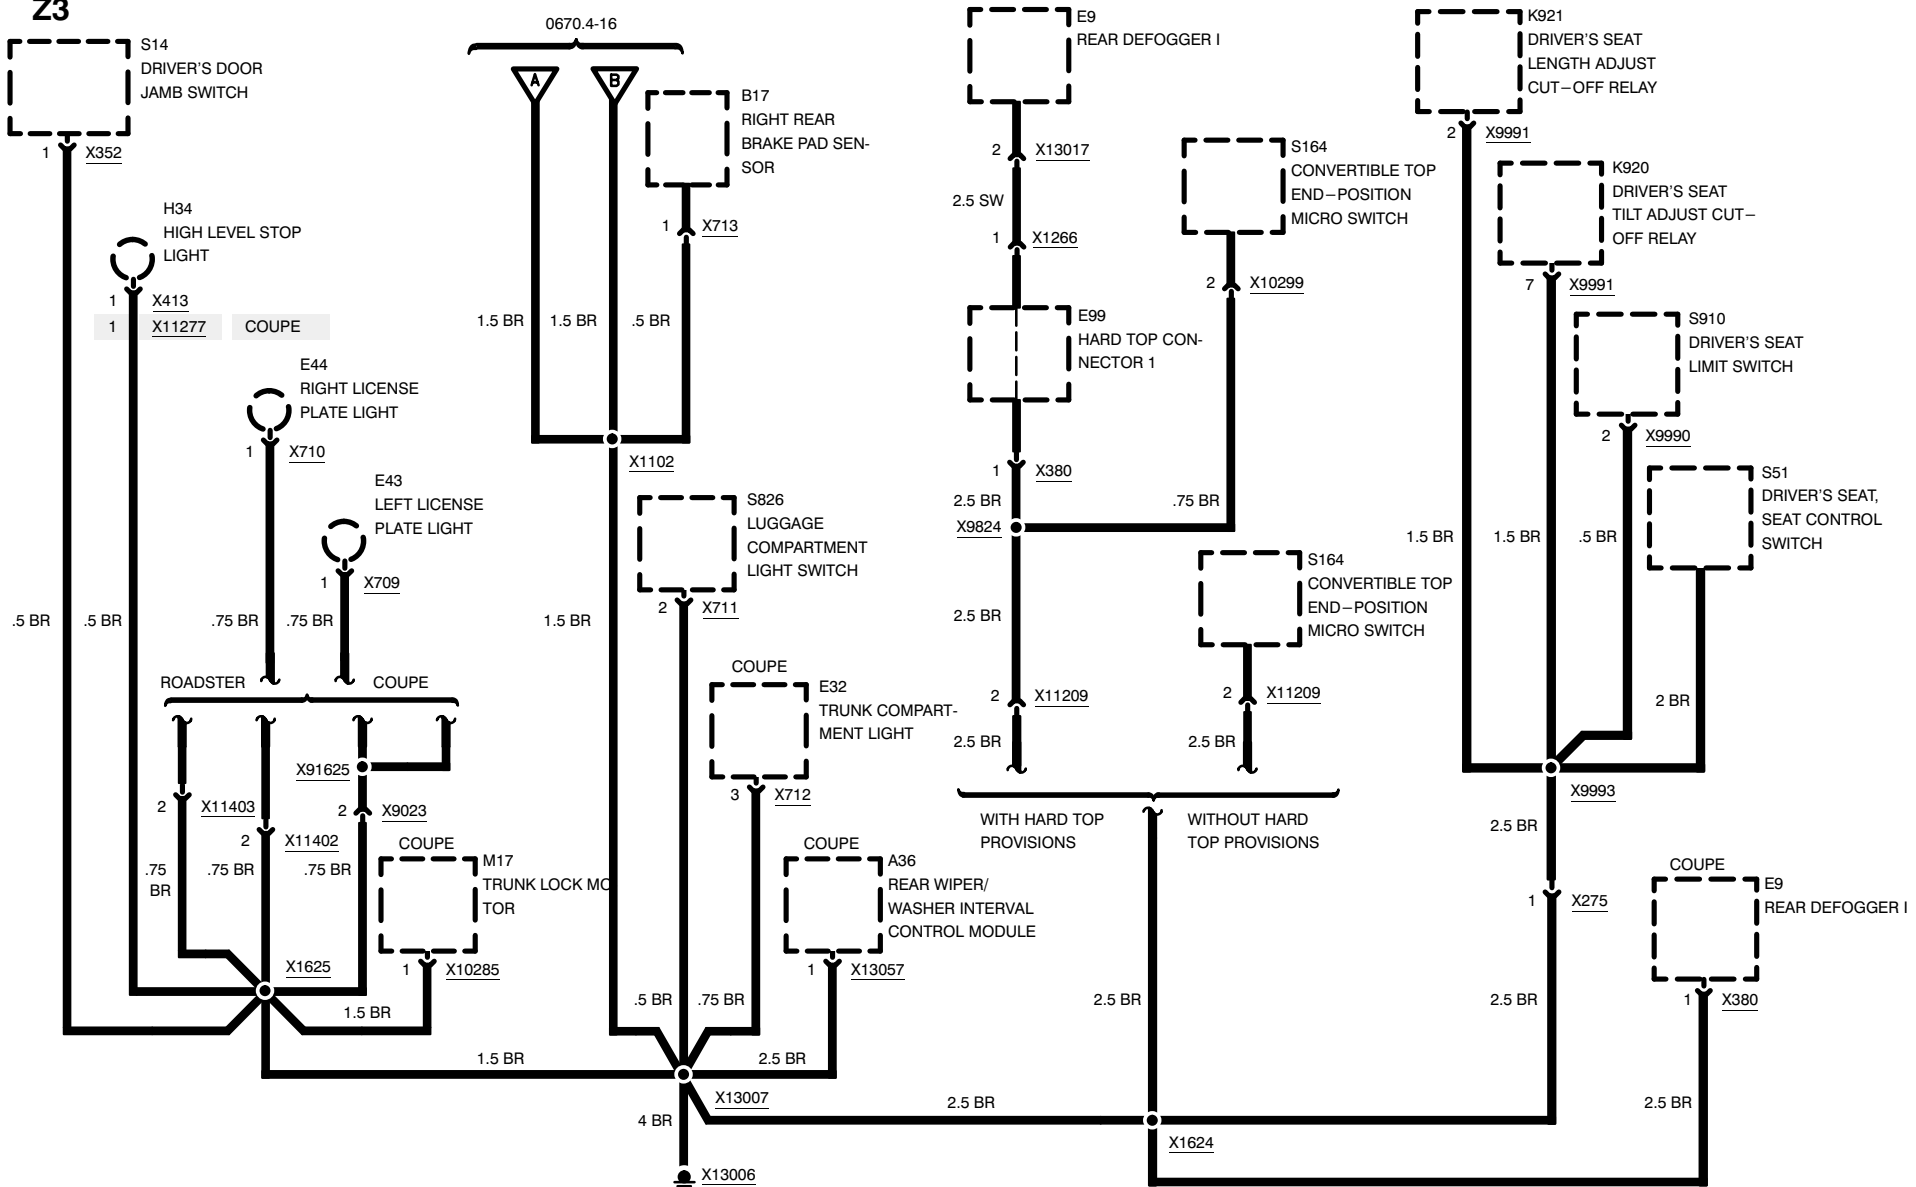 Z3
S14
DRIVER'S DOOR
JAMB SWITCH
1 X352
H34
HIGH LEVEL STOP
LIGHT
1 X413
1 X11277 COUPE
E44
RIGHT LICENSE
PLATE LIGHT
1 X710
E43
LEFT LICENSE
PLATE LIGHT
1 X709
.5 BR .5 BR .75 BR .75 BR
ROADSTER COUPE
X91625
2 X11403
2 X11402
2 X9023
.75
BR
.75 BR
.75 BR
COUPE
M17
TRUNK LOCK MO
TOR
1 X10285
X1625
1.5 BR
1.5 BR
0670.4-16
A B
B17
RIGHT REAR
BRAKE PAD SEN-
SOR
1 X713
1.5 BR 1.5 BR .5 BR
X1102
S826
LUGGAGE
COMPARTMENT
LIGHT SWITCH
2 X711
1.5 BR
COUPE
E32
TRUNK COMPART-
MENT LIGHT
3 X712
COUPE
A36
REAR WIPER/
WASHER INTERVAL
CONTROL MODULE
1 X13057
.5 BR .75 BR
2.5 BR
X13007
4 BR
X13006
E9
REAR DEFOGGER I
2 X13017
2.5 SW
1 X1266
E99
HARD TOP CON-
NECTOR 1
1 X380
2.5 BR
X9824
S164
CONVERTIBLE TOP
END–POSITION
MICRO SWITCH
2 X10299
.75 BR
2.5 BR
2 X11209
2.5 BR
S164
CONVERTIBLE TOP
END–POSITION
MICRO SWITCH
2 X11209
2.5 BR
WITH HARD TOP
PROVISIONS
WITHOUT HARD
TOP PROVISIONS
2.5 BR
2.5 BR
X1624
K921
DRIVER'S SEAT
LENGTH ADJUST
CUT–OFF RELAY
2 X9991
K920
DRIVER'S SEAT
TILT ADJUST CUT–
OFF RELAY
7 X9991
S910
DRIVER'S SEAT
LIMIT SWITCH
2 X9990
S51
DRIVER'S SEAT,
SEAT CONTROL
SWITCH
1.5 BR 1.5 BR .5 BR
2 BR
X9993
2.5 BR
1 X275
2.5 BR
COUPE
E9
REAR DEFOGGER I
1 X380
2.5 BR